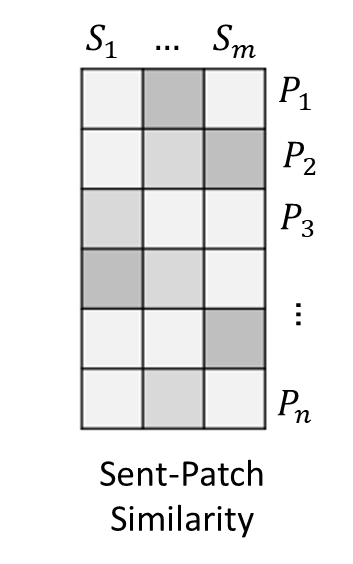 S₁ ... Sₘ
P₁
P₂
P₃
⋮
Pₙ
Sent-Patch
Similarity